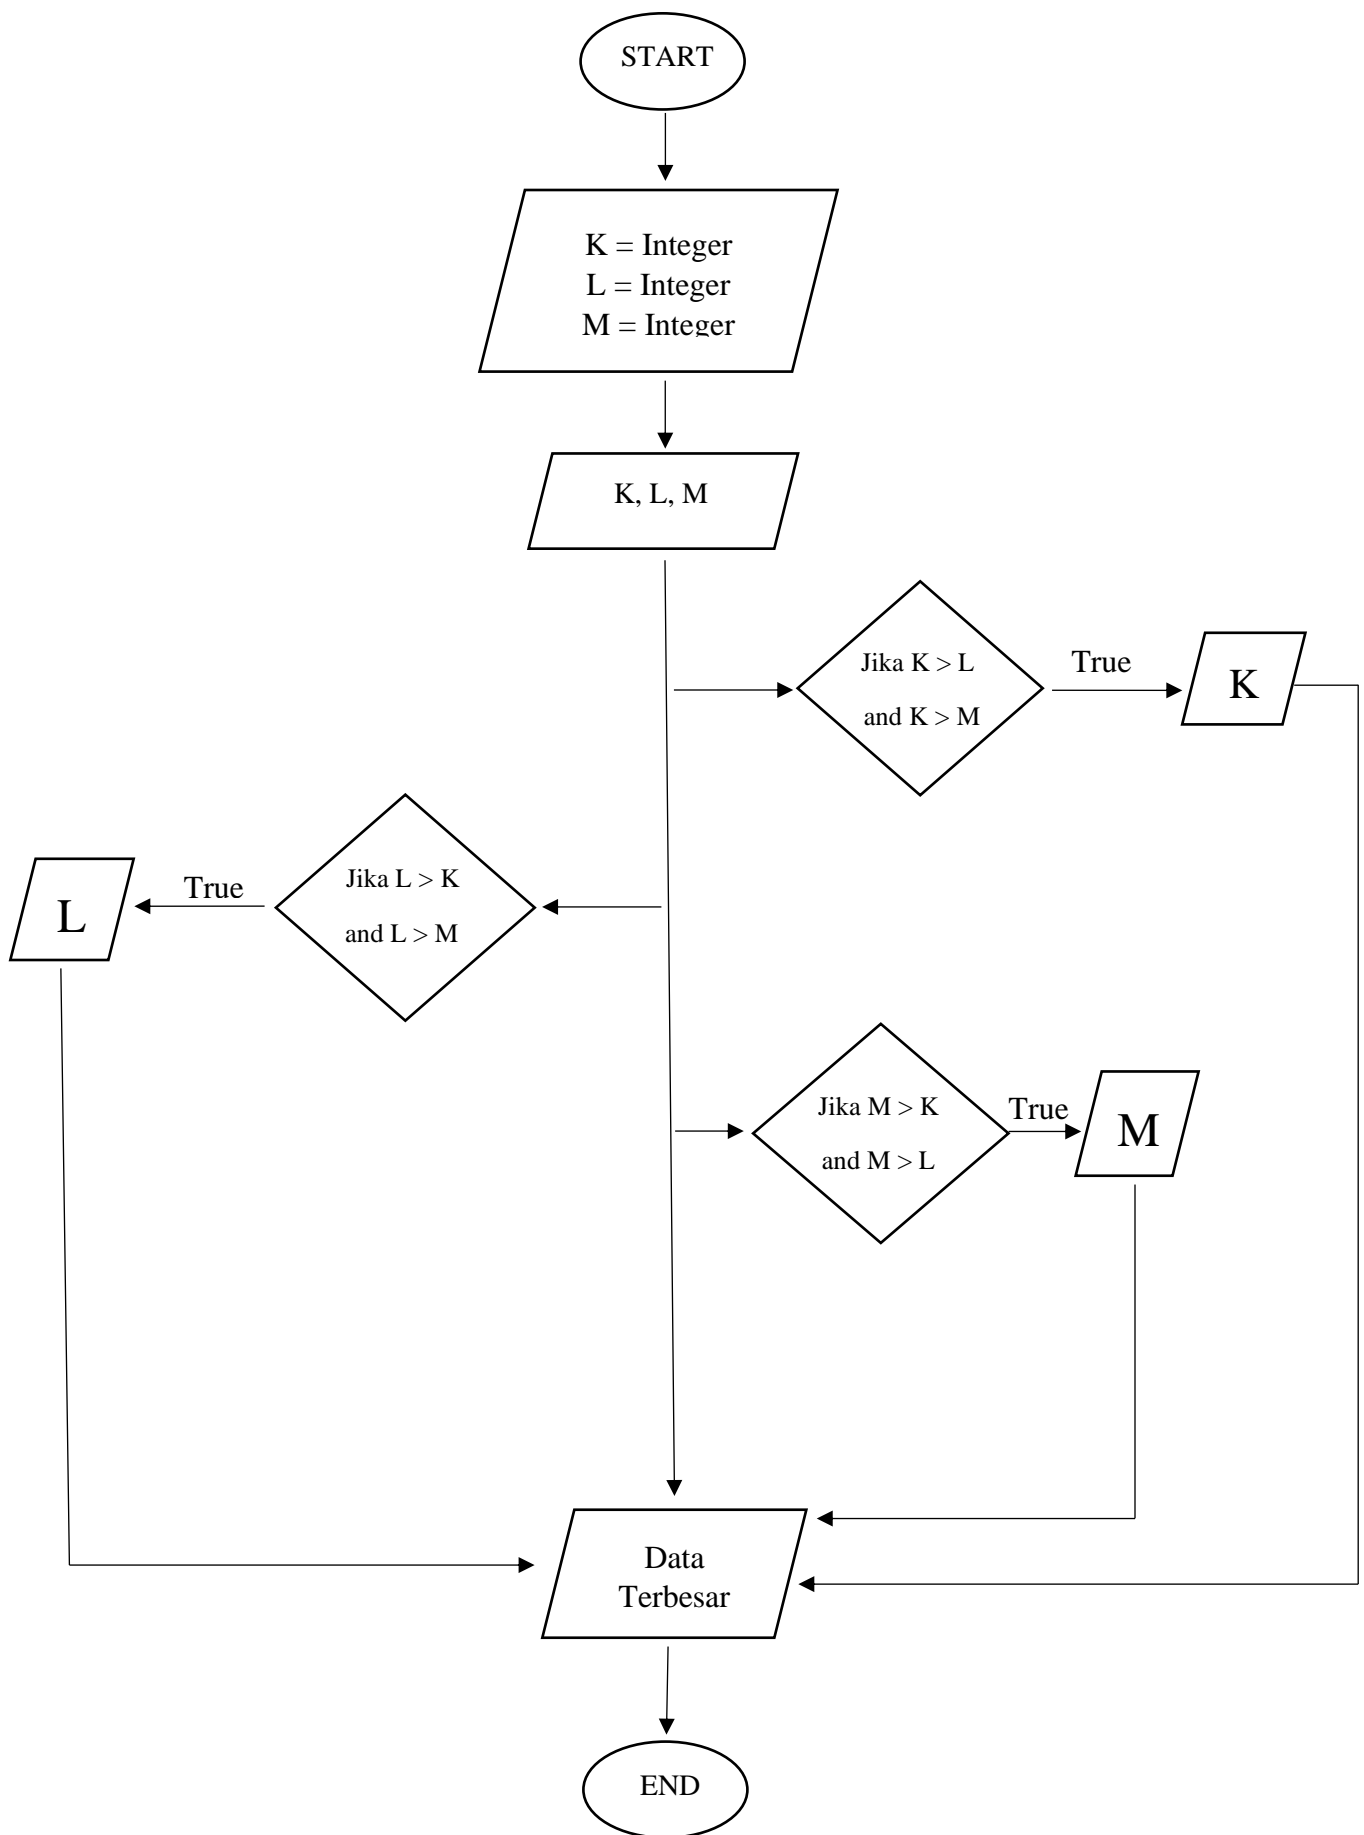 START
K = Integer
L = Integer
M = Integer
K, L, M
Jika K > L
and K > M
True
K
Jika L > K
and L > M
True
L
Jika M > K
and M > L
True
M
Data
Terbesar
END